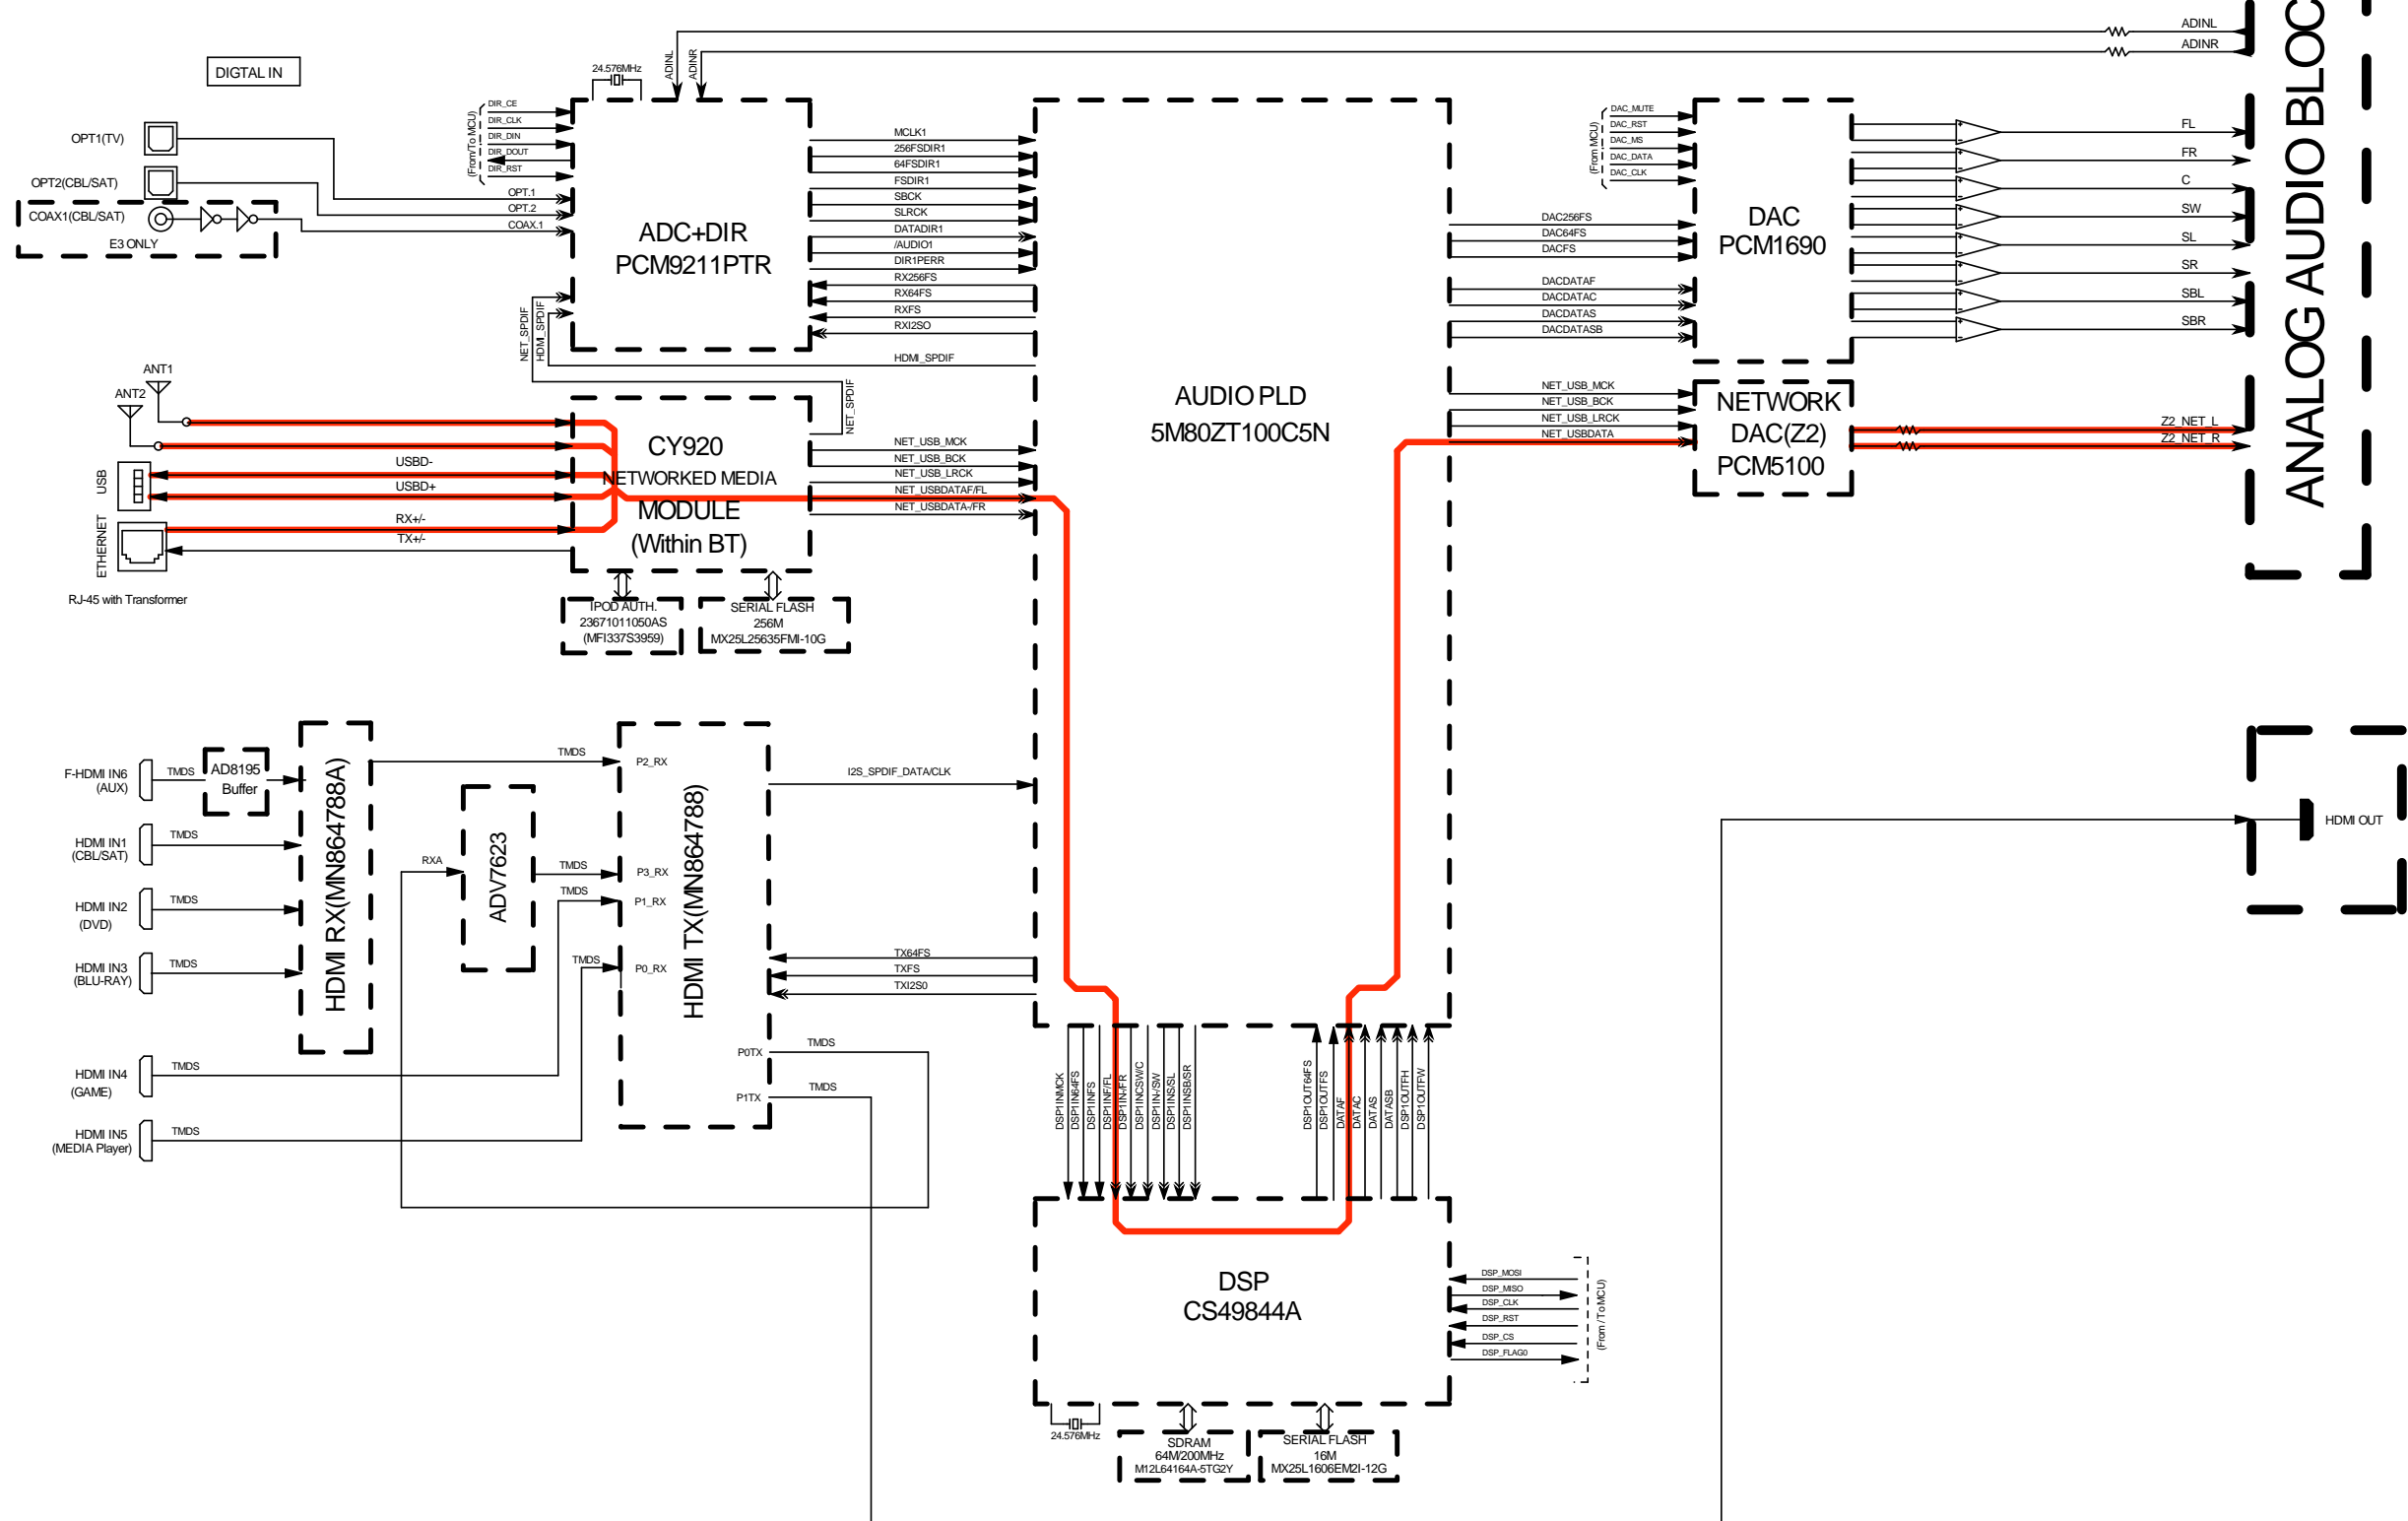 ADINL
ADINR
ANALOG AUDIO BLOC
DIGTAL IN
24.576MHz
ADINL
ADINR
OPT1(TV)
OPT2(CBL/SAT)
COAX1(CBL/SAT)
E3 ONLY
(From/To MCU)
DIR_CE
DIR_CLK
DIR_DIN
DIR_DOUT
DIR_RST
OPT.1
OPT.2
COAX.1
ADC+DIR
PCM9211PTR
NET_SPDIF
HDMI_SPDIF
MCLK1
256FSDIR1
64FSDIR1
FSDIR1
SBCK
SLRCK
DATADIR1
/AUDIO1
DIR1PERR
RX256FS
RX64FS
RXFS
RXI2SO
HDMI_SPDIF
NET_SPDIF
AUDIO PLD
5M80ZT100C5N
(From MCU)
DAC_MUTE
DAC_RST
DAC_MS
DAC_DATA
DAC_CLK
DAC256FS
DAC64FS
DACFS
DACDATAF
DACDATAC
DACDATAS
DACDATASB
DAC
PCM1690
FL
FR
C
SW
SL
SR
SBL
SBR
ANT1
ANT2
USB
USBD-
USBD+
ETHERNET
RX+/-
TX+/-
RJ-45 with Transformer
CY920
NETWORKED MEDIA
MODULE
(Within BT)
NET_USB_MCK
NET_USB_BCK
NET_USB_LRCK
NET_USBDATAF/FL
NET_USBDATA-/FR
IPOD AUTH.
23671011050AS
(MFI337S3959)
SERIAL FLASH
256M
MX25L25635FMI-10G
NET_USB_MCK
NET_USB_BCK
NET_USB_LRCK
NET_USBDATA
NETWORK
DAC(Z2)
PCM5100
Z2_NET_L
Z2_NET_R
F-HDMI IN6
(AUX)
TMDS
AD8195
Buffer
HDMI IN1
(CBL/SAT)
TMDS
HDMI IN2
(DVD)
TMDS
HDMI IN3
(BLU-RAY)
TMDS
HDMI IN4
(GAME)
TMDS
HDMI IN5
(MEDIA Player)
TMDS
HDMI RX(MN864788A)
RXA
ADV7623
TMDS
TMDS
TMDS
TMDS
P2_RX
P3_RX
P1_RX
P0_RX
HDMI TX(MN864788)
P0TX
P1TX
TMDS
TMDS
I2S_SPDIF_DATA/CLK
TX64FS
TXFS
TXI2S0
HDMI OUT
DSP1INMCK
DSP1IN64FS
DSP1INFS
DSP1INF/FL
DSP1IN-/FR
DSP1INCSW/C
DSP1IN-/SW
DSP1INS/SL
DSP1INSB/SR
DSP1OUT64FS
DSP1OUTFS
DATAF
DATAC
DATAS
DATASB
DSP1OUTFH
DSP1OUTFW
DSP
CS49844A
DSP_MOSI
DSP_MISO
DSP_CLK
DSP_RST
DSP_CS
DSP_FLAG0
(From /To MCU)
24.576MHz
SDRAM
64M/200MHz
M12L64164A-5TG2Y
SERIAL FLASH
16M
MX25L1606EM2I-12G